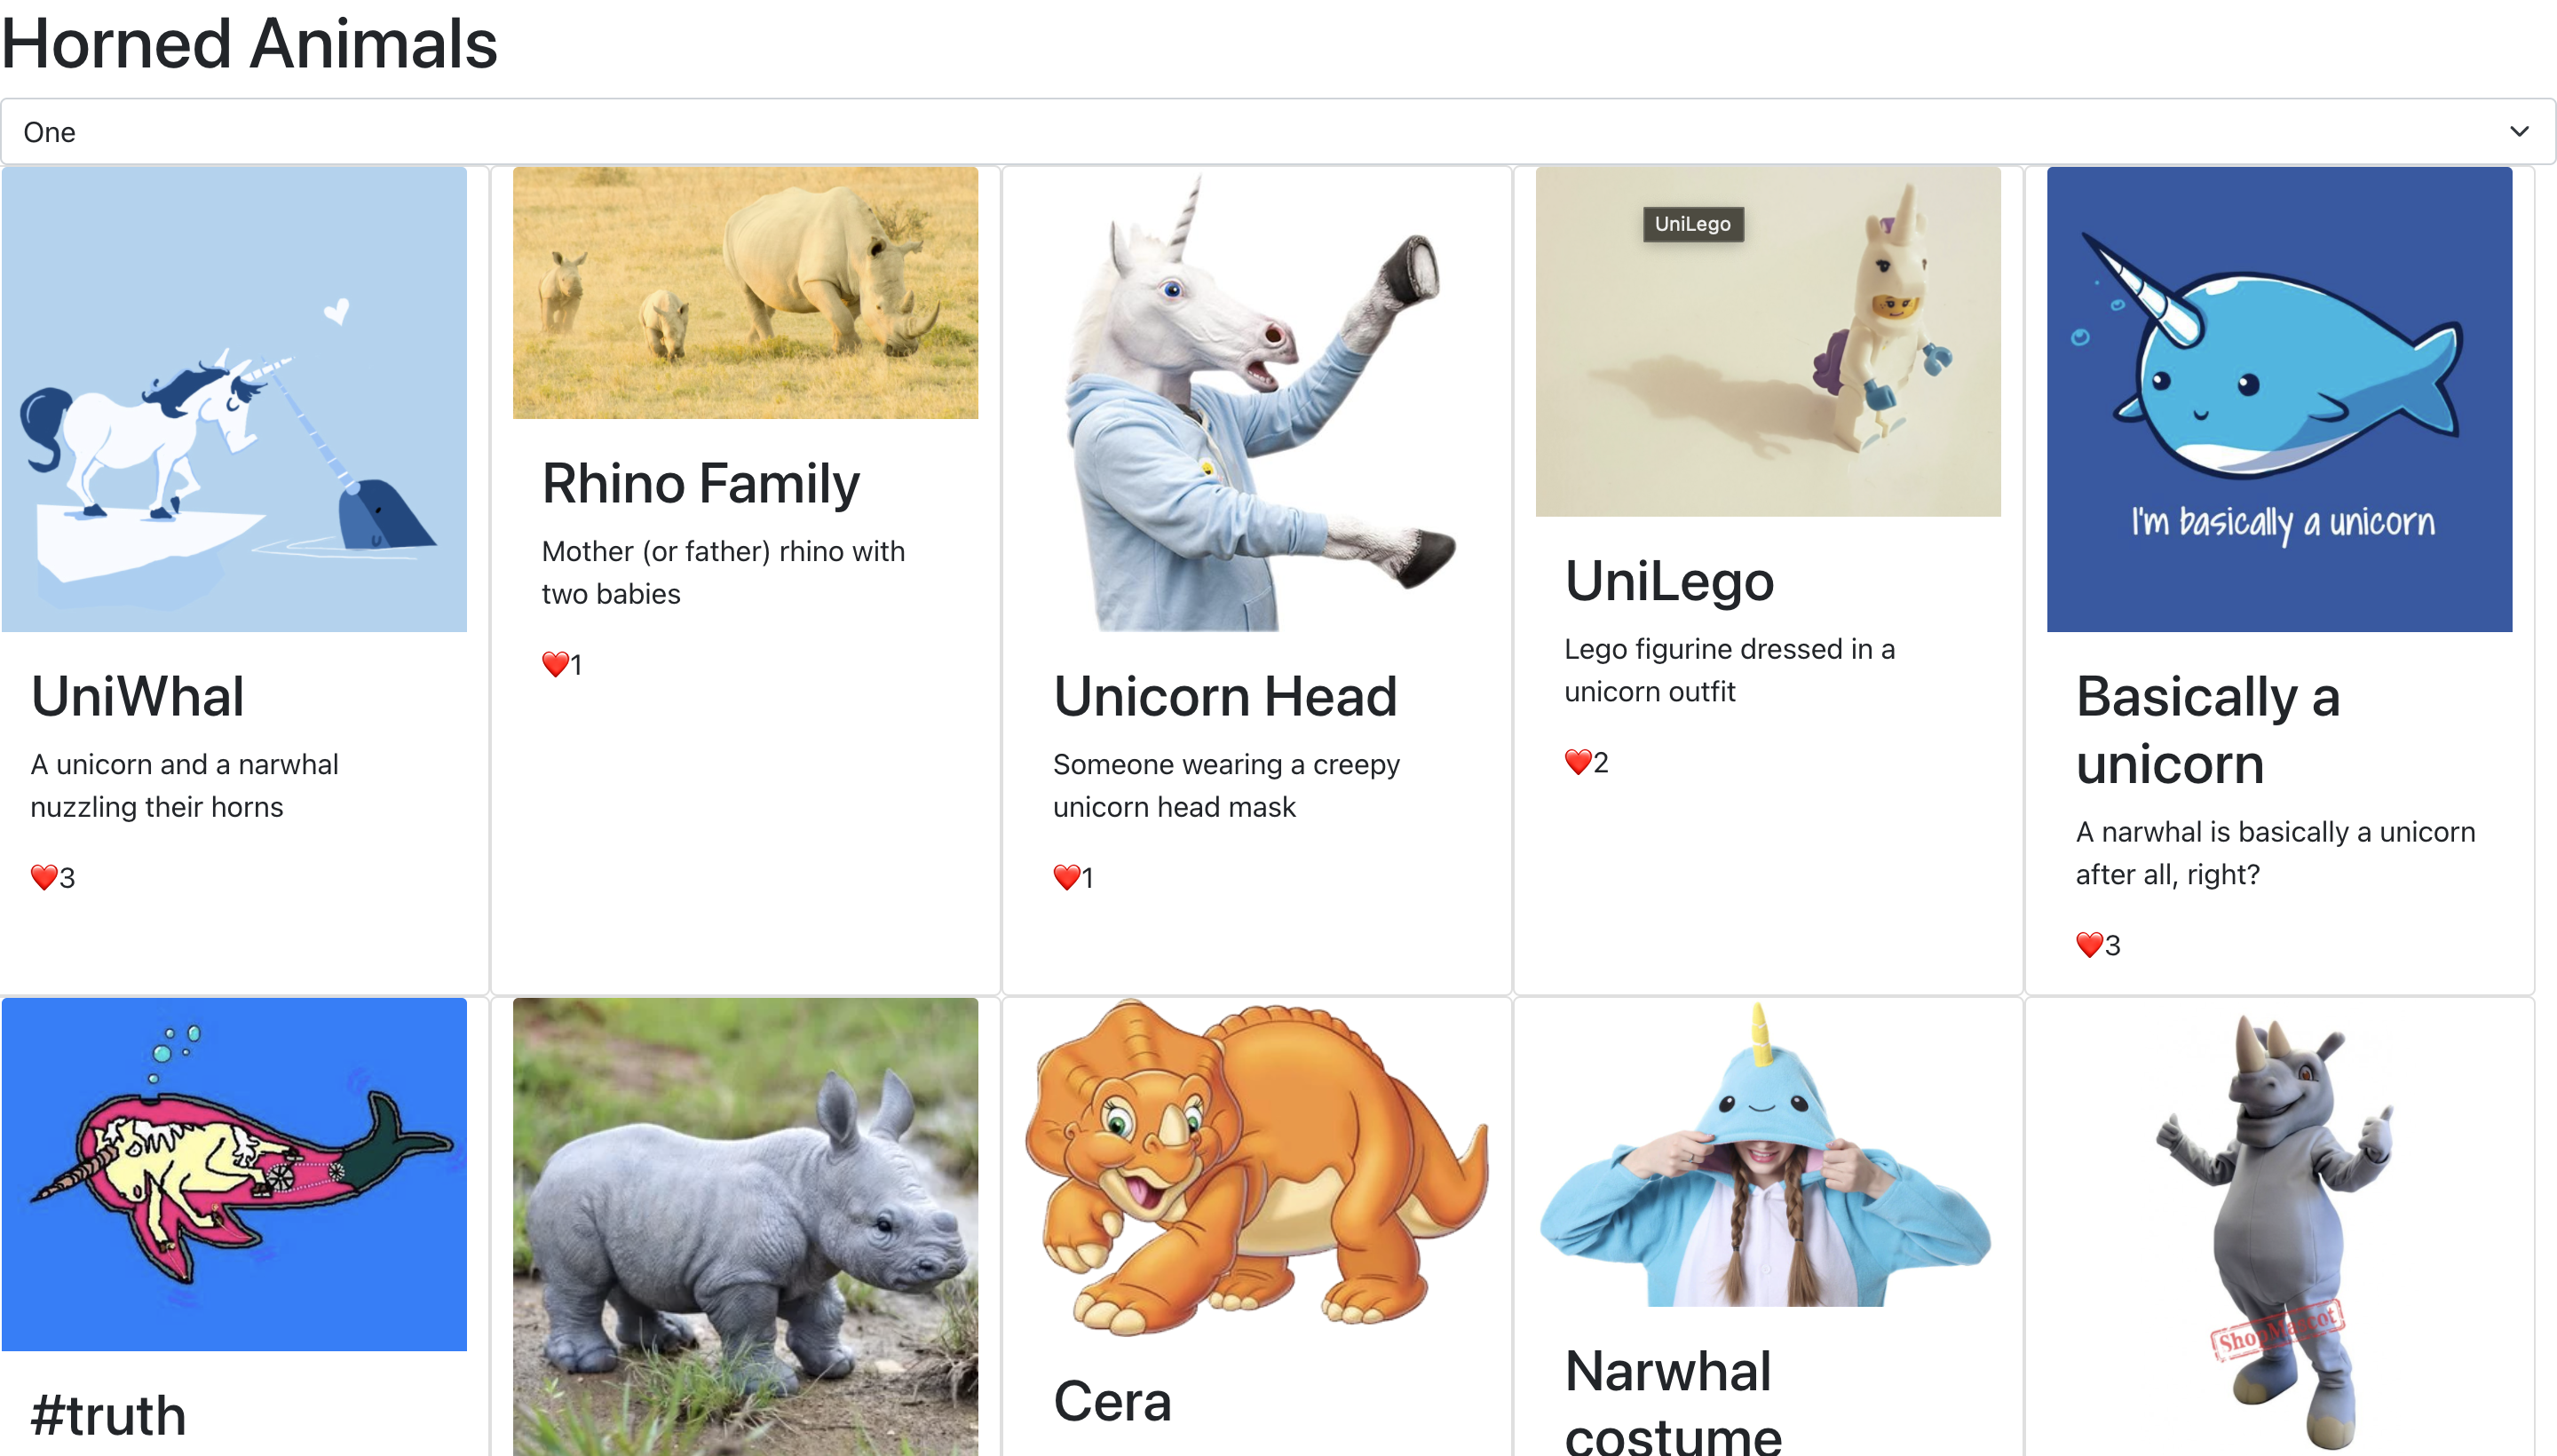 Horned Animals
One
UniLego
I'm basically a unicorn
UniWhal
A unicorn and a narwhal
nuzzling their horns
❤️3
Rhino Family
Mother (or father) rhino with
two babies
❤️1
Unicorn Head
Someone wearing a creepy
unicorn head mask
❤️1
UniLego
Lego figurine dressed in a
unicorn outfit
❤️2
Basically a
unicorn
A narwhal is basically a unicorn
after all, right?
❤️3
#truth
Cera
Narwhal
costume
ShopMascot